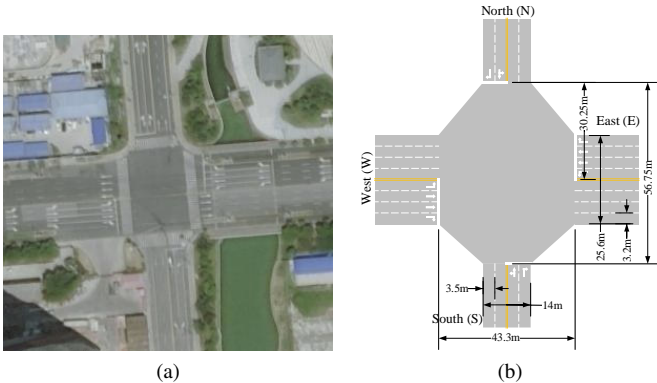 North (N)
East (E)
West (W)
South (S)
30.25m
56.75m
25.6m
3.2m
3.5m
14m
43.3m
(a)
(b)